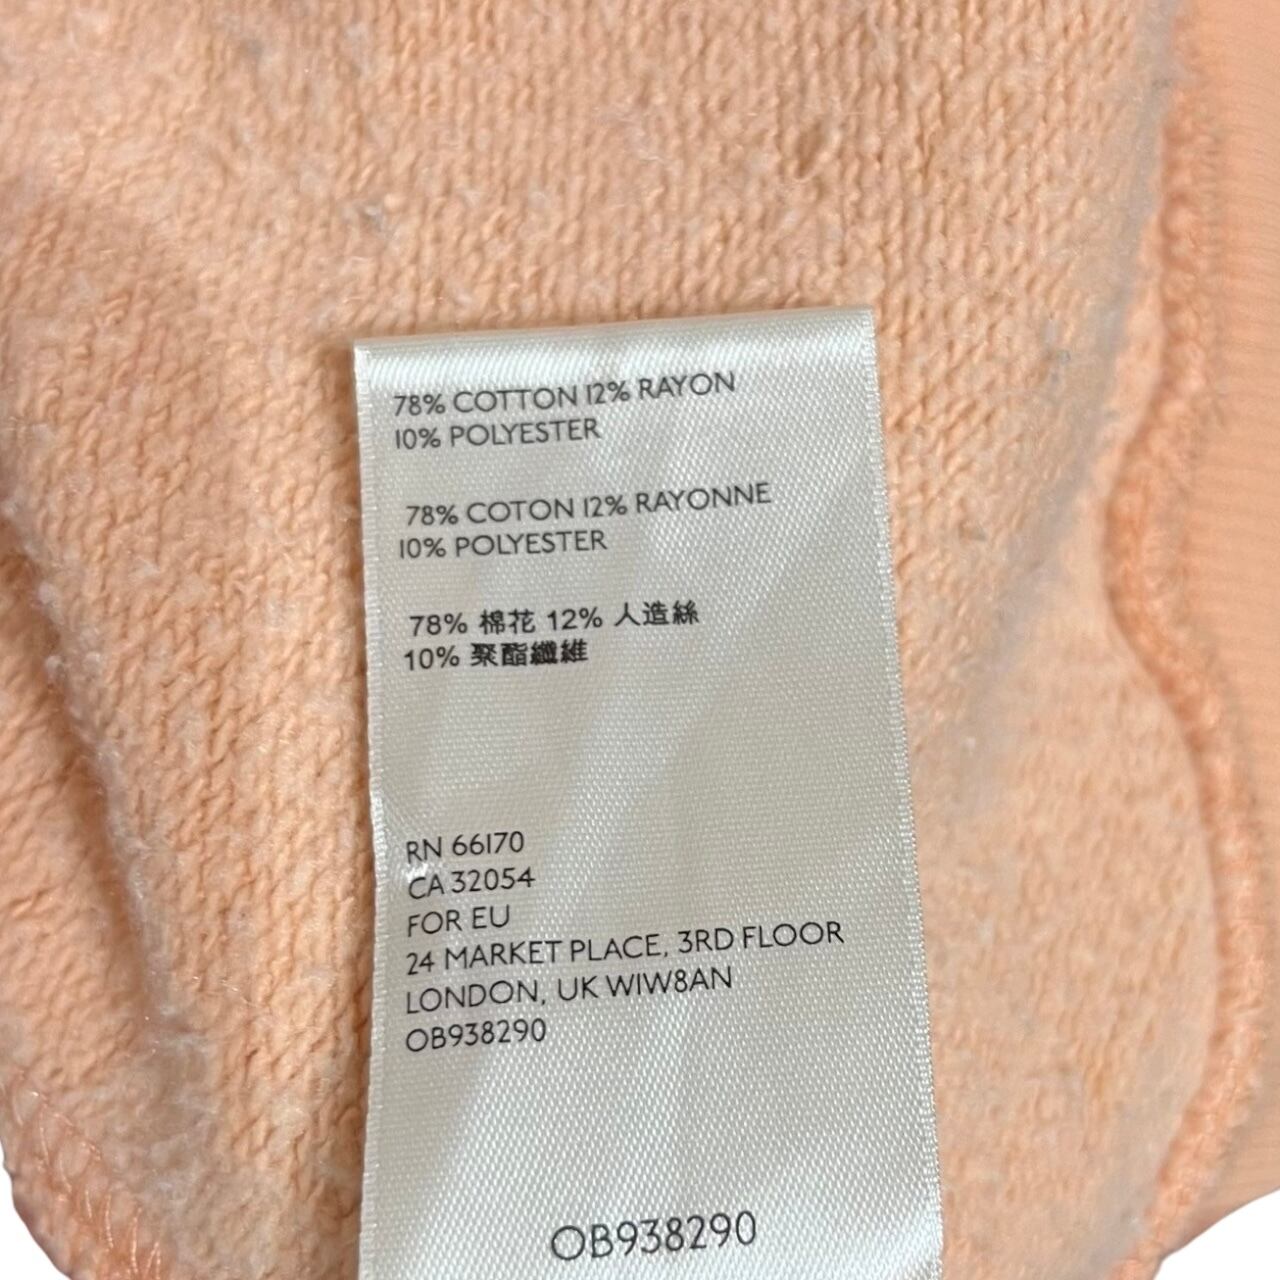 78% COTTON 12% RAYON
10% POLYESTER
78% COTON 12% RAYONNE
10% POLYESTER
78% 棉花 12% 人造絲
10% 聚酯纖維
RN 66170
CA 32054
FOR EU
24 MARKET PLACE, 3RD FLOOR
LONDON, UK W1W8AN
OB938290
OB938290